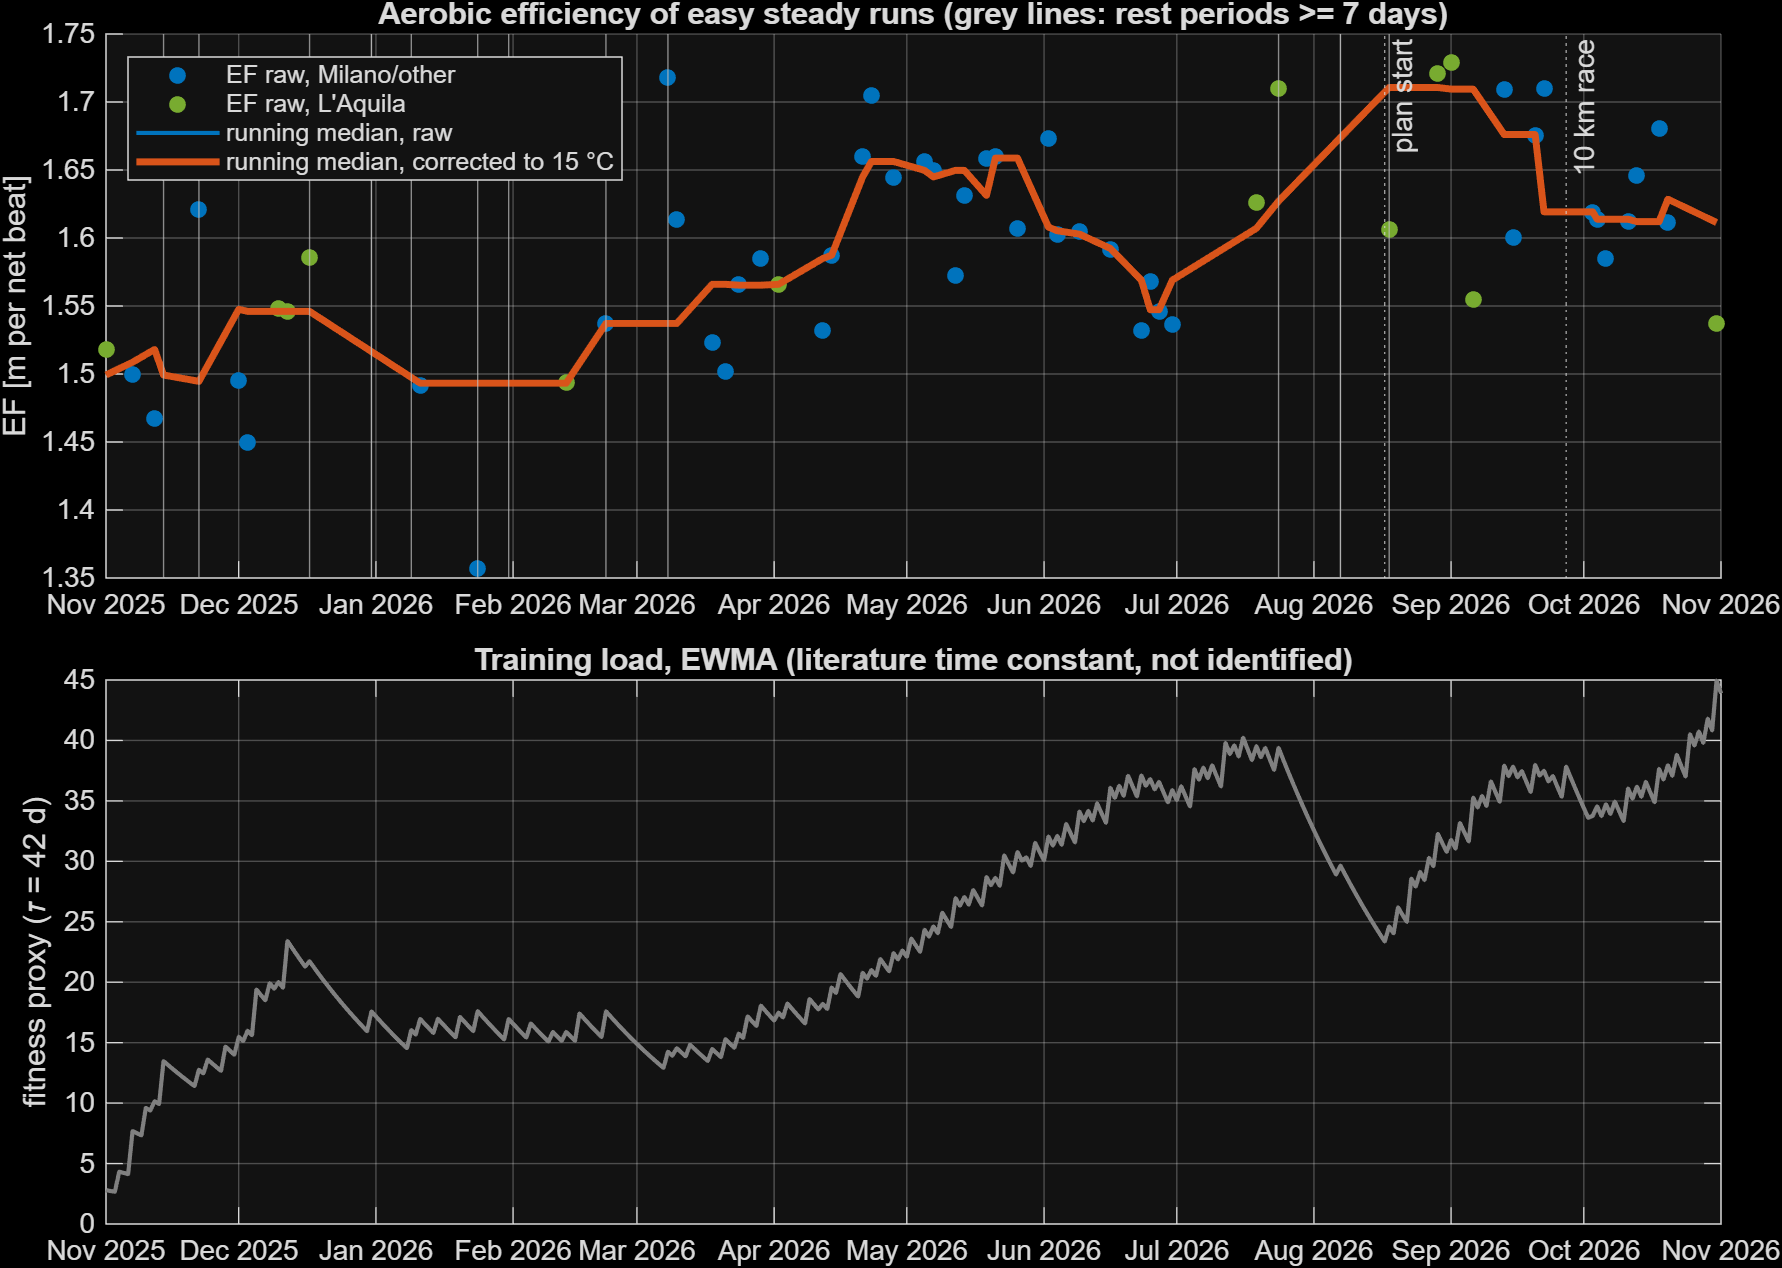 Aerobic efficiency of easy steady runs (grey lines: rest periods >= 7 days)
EF [m per net beat]
1.75
1.7
1.65
1.6
1.55
1.5
1.45
1.4
1.35
EF raw, Milano/other
EF raw, L'Aquila
running median, raw
running median, corrected to 15 °C
plan start
10 km race
Nov 2025 Dec 2025 Jan 2026 Feb 2026 Mar 2026 Apr 2026 May 2026 Jun 2026 Jul 2026 Aug 2026 Sep 2026 Oct 2026 Nov 2026
Training load, EWMA (literature time constant, not identified)
fitness proxy (τ = 42 d)
45
40
35
30
25
20
15
10
5
0
Nov 2025 Dec 2025 Jan 2026 Feb 2026 Mar 2026 Apr 2026 May 2026 Jun 2026 Jul 2026 Aug 2026 Sep 2026 Oct 2026 Nov 2026